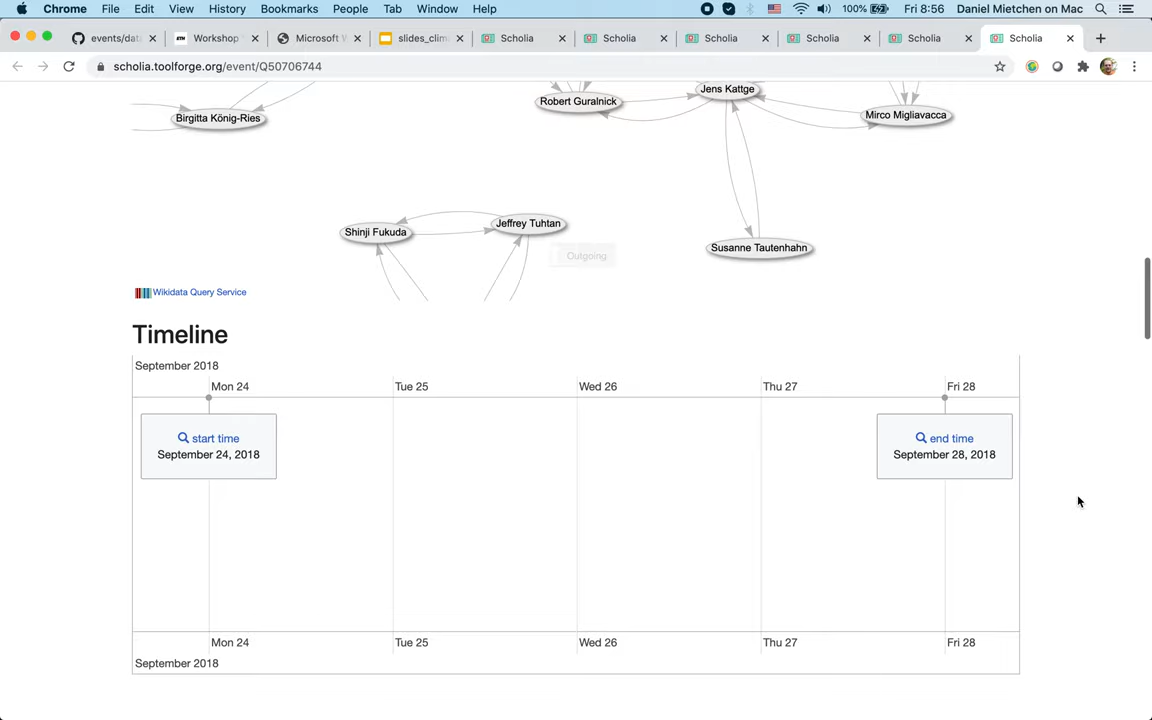 Chrome File Edit View History Bookmarks People Tab Window Help 100% Fri 8:56 Daniel Mietchen on Mac
events/dat Workshop Microsoft W slides_clim Scholia Scholia Scholia Scholia Scholia Scholia
scholia.toolforge.org/event/Q50706744
Jens Kattge
Robert Guralnick
Mirco Migliavacca
Birgitta König-Ries
Jeffrey Tuhtan
Shinji Fukuda
Susanne Tautenhahn
Outgoing
Wikidata Query Service
Timeline
September 2018
Mon 24 Tue 25 Wed 26 Thu 27 Fri 28
start time end time
September 24, 2018 September 28, 2018
Mon 24 Tue 25 Wed 26 Thu 27 Fri 28
September 2018